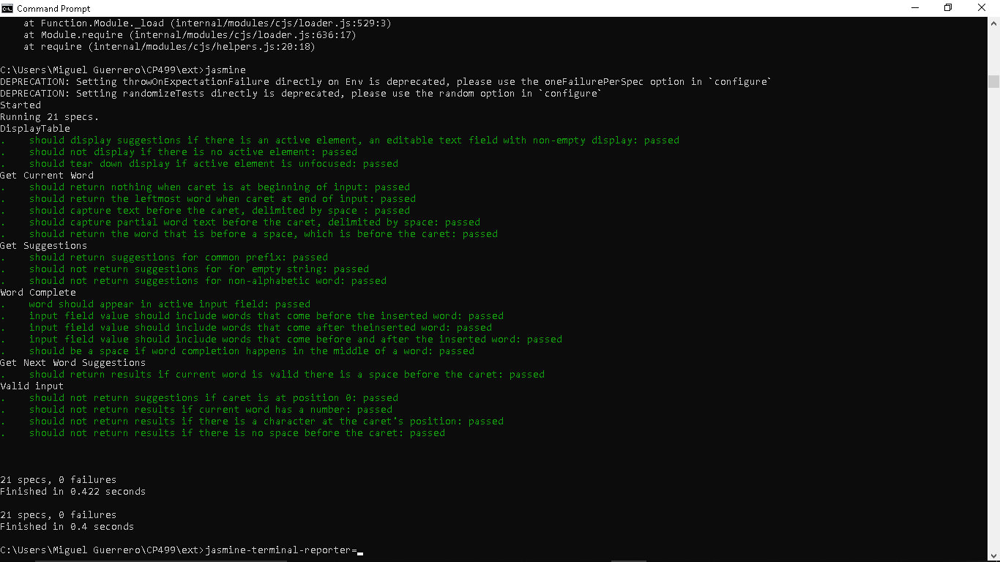 Command Prompt
at Function.Module._load (internal/modules/cjs/loader.js:529:3)
at Module.require (internal/modules/cjs/loader.js:636:17)
at require (internal/modules/cjs/helpers.js:20:18)
C:\Users\Miguel Guerrero\CP499\ext>jasmine
DEPRECATION: Setting throwOnExpectationFailure directly on Env is deprecated, please use the oneFailurePerSpec option in `configure`
DEPRECATION: Setting randomizeTests directly is deprecated, please use the random option in `configure`
Started
Running 21 specs.
DisplayTable
. should display suggestions if there is an active element, an editable text field with non-empty display: passed
. should not display if there is no active element: passed
. should tear down display if active element is unfocused: passed
Get Current Word
. should return nothing when caret is at beginning of input: passed
. should return the leftmost word when caret at end of input: passed
. should capture text before the caret, delimited by space : passed
. should capture partial word text before the caret, delimited by space: passed
. should return the word that is before a space, which is before the caret: passed
Get Suggestions
. should return suggestions for common prefix: passed
. should not return suggestions for for empty string: passed
. should not return suggestions for non-alphabetic word: passed
Word Complete
. word should appear in active input field: passed
. input field value should include words that come before the inserted word: passed
. input field value should include words that come after theinserted word: passed
. input field value should include words that come before and after the inserted word: passed
. should be a space if word completion happens in the middle of a word: passed
Get Next Word Suggestions
. should return results if current word is valid there is a space before the caret: passed
Valid input
. should not return suggestions if caret is at position 0: passed
. should not return results if current word has a number: passed
. should not return results if there is a character at the caret's position: passed
. should not return results if there is no space before the caret: passed
21 specs, 0 failures
Finished in 0.422 seconds
21 specs, 0 failures
Finished in 0.4 seconds
C:\Users\Miguel Guerrero\CP499\ext>jasmine-terminal-reporter=_